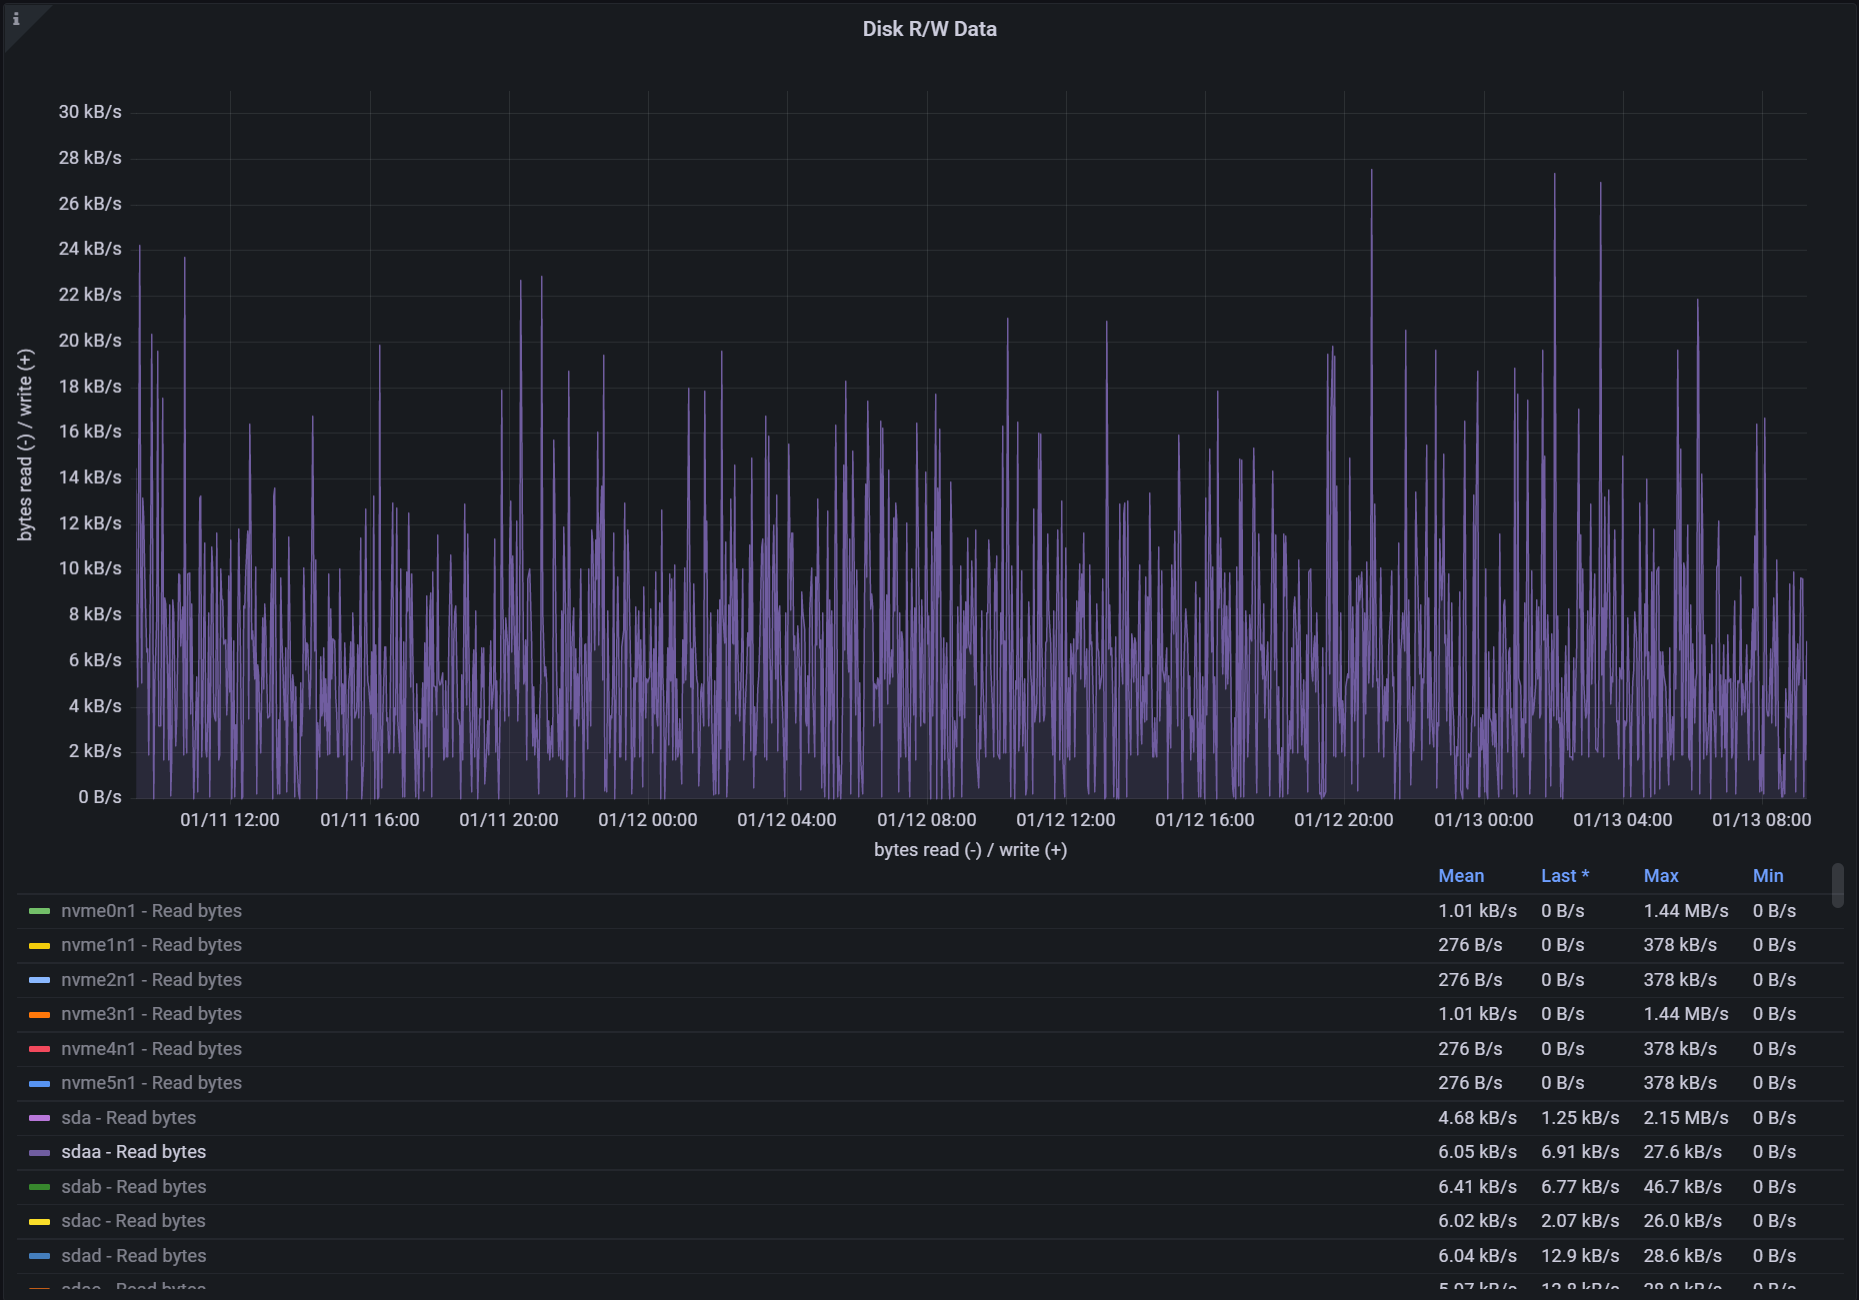 i
Disk R/W Data
30 kB/s
28 kB/s
26 kB/s
24 kB/s
22 kB/s
20 kB/s
18 kB/s
16 kB/s
14 kB/s
12 kB/s
10 kB/s
8 kB/s
6 kB/s
4 kB/s
2 kB/s
0 B/s
bytes read (-) / write (+)
01/11 12:00 01/11 16:00 01/11 20:00 01/12 00:00 01/12 04:00 01/12 08:00 01/12 12:00 01/12 16:00 01/12 20:00 01/13 00:00 01/13 04:00 01/13 08:00
bytes read (-) / write (+)
Mean Last * Max Min
nvme0n1 - Read bytes 1.01 kB/s 0 B/s 1.44 MB/s 0 B/s
nvme1n1 - Read bytes 276 B/s 0 B/s 378 kB/s 0 B/s
nvme2n1 - Read bytes 276 B/s 0 B/s 378 kB/s 0 B/s
nvme3n1 - Read bytes 1.01 kB/s 0 B/s 1.44 MB/s 0 B/s
nvme4n1 - Read bytes 276 B/s 0 B/s 378 kB/s 0 B/s
nvme5n1 - Read bytes 276 B/s 0 B/s 378 kB/s 0 B/s
sda - Read bytes 4.68 kB/s 1.25 kB/s 2.15 MB/s 0 B/s
sdaa - Read bytes 6.05 kB/s 6.91 kB/s 27.6 kB/s 0 B/s
sdab - Read bytes 6.41 kB/s 6.77 kB/s 46.7 kB/s 0 B/s
sdac - Read bytes 6.02 kB/s 2.07 kB/s 26.0 kB/s 0 B/s
sdad - Read bytes 6.04 kB/s 12.9 kB/s 28.6 kB/s 0 B/s